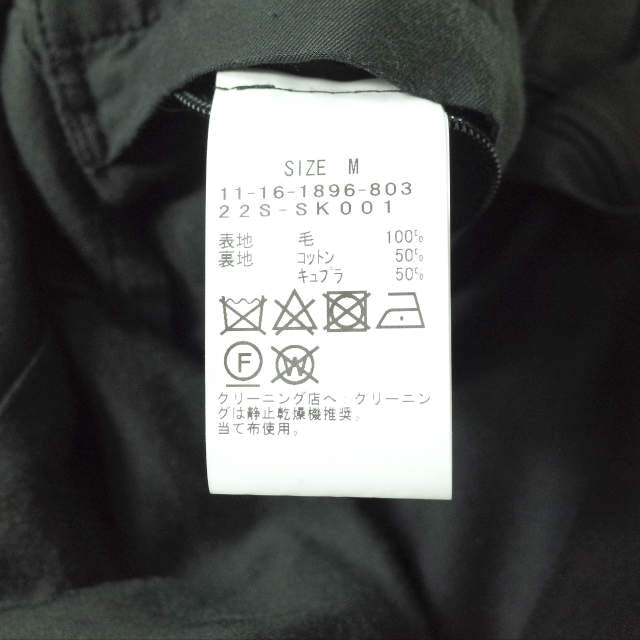 SIZE M
11-16-1896-803
22S-SK001
表地 毛 100%
裏地 コットン 50%
キュプラ 50%
F W
クリーニング店へ:クリーニン
グは静止乾燥機推奨。
当て布使用。